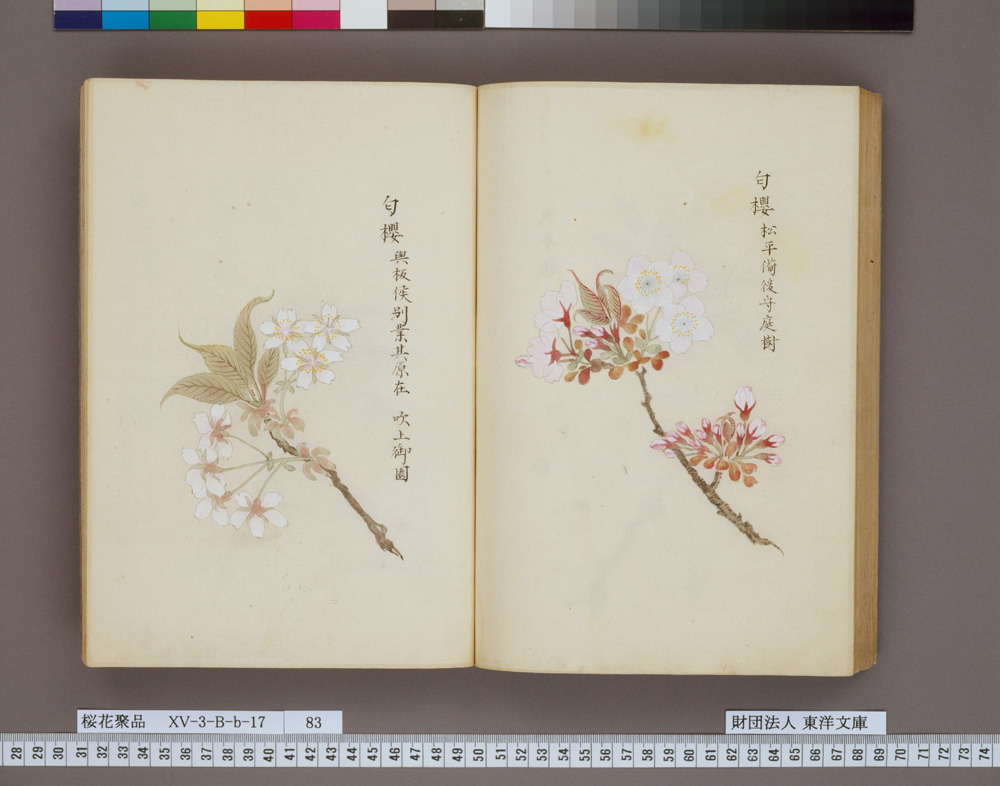 匂櫻 松平備後守庭樹
匂櫻 與板侯別業其原在 吹上御園
桜花聚品 XV-3-B-b-17 83
財団法人 東洋文庫
28 29 30 31 32 33 34 35 36 37 38 39 40 41 42 43 44 45 46 47 48 49 50 51 52 53 54 55 56 57 58 59 60 61 62 63 64 65 66 67 68 69 70 71 72 73 74